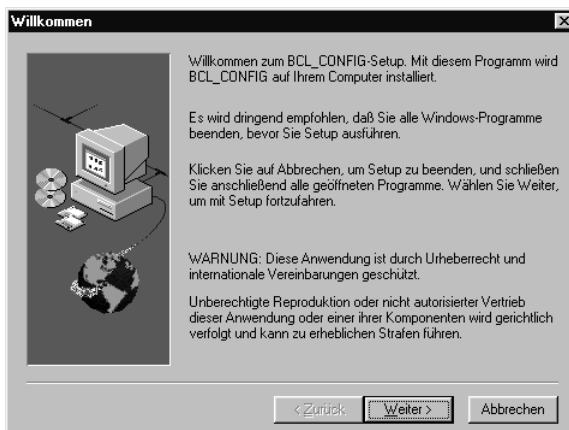 Willkommen
Willkommen zum BCL_CONFIG-Setup. Mit diesem Programm wird
BCL_CONFIG auf Ihrem Computer installiert.
Es wird dringend empfohlen, daß Sie alle Windows-Programme
beenden, bevor Sie Setup ausführen.
Klicken Sie auf Abbrechen, um Setup zu beenden, und schließen
Sie anschließend alle geöffneten Programme. Wählen Sie Weiter,
um mit Setup fortzufahren.
WARNUNG: Diese Anwendung ist durch Urheberrecht und
internationale Vereinbarungen geschützt.
Unberechtigte Reproduktion oder nicht autorisierter Vertrieb
dieser Anwendung oder einer ihrer Komponenten wird gerichtlich
verfolgt und kann zu erheblichen Strafen führen.
< Zurück Weiter > Abbrechen